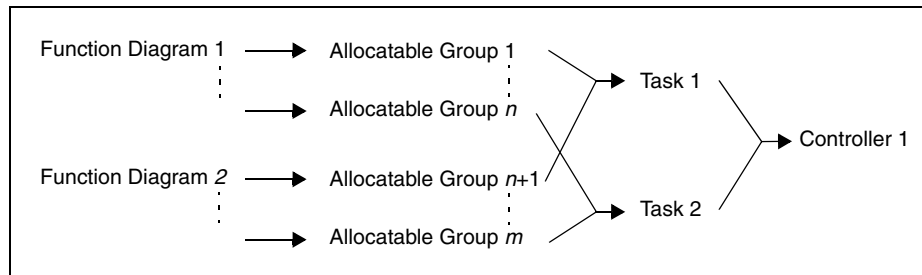 Function Diagram 1
Allocatable Group 1
Task 1
Allocatable Group n
Controller 1
Function Diagram 2
Allocatable Group n+1
Task 2
Allocatable Group m